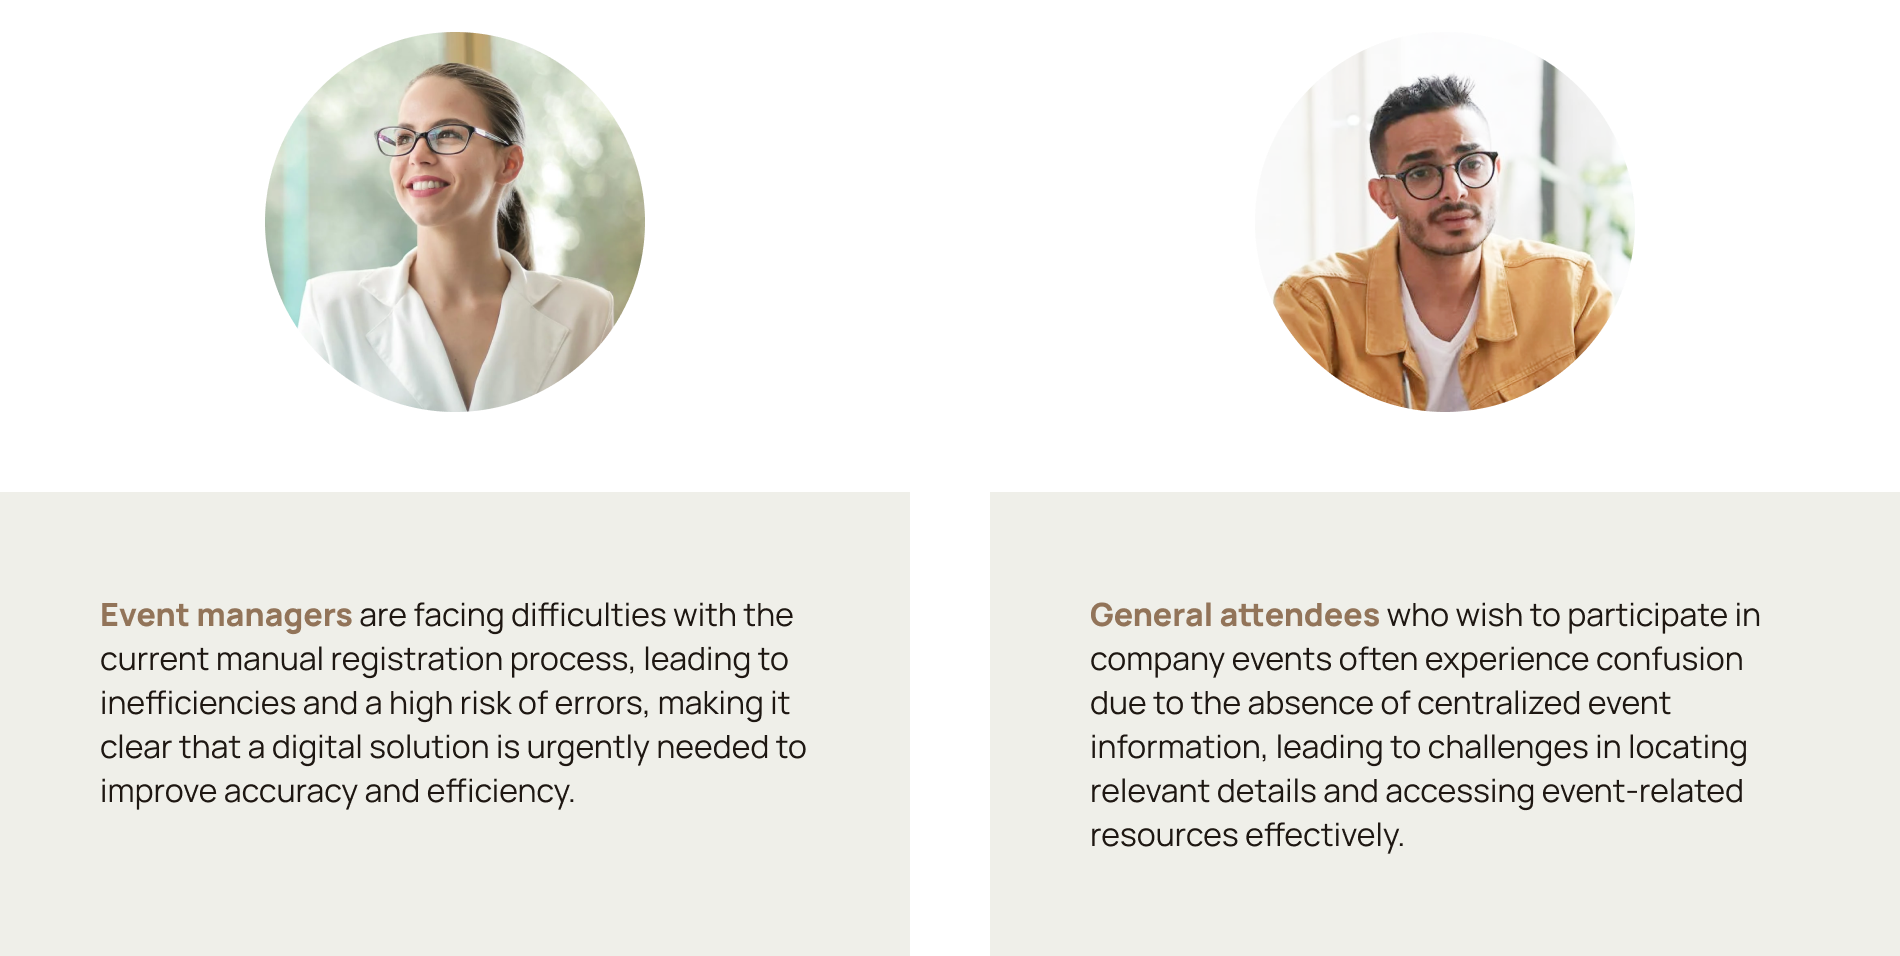 Event managers are facing difficulties with the
current manual registration process, leading to
inefficiencies and a high risk of errors, making it
clear that a digital solution is urgently needed to
improve accuracy and efficiency.
General attendees who wish to participate in
company events often experience confusion
due to the absence of centralized event
information, leading to challenges in locating
relevant details and accessing event-related
resources effectively.